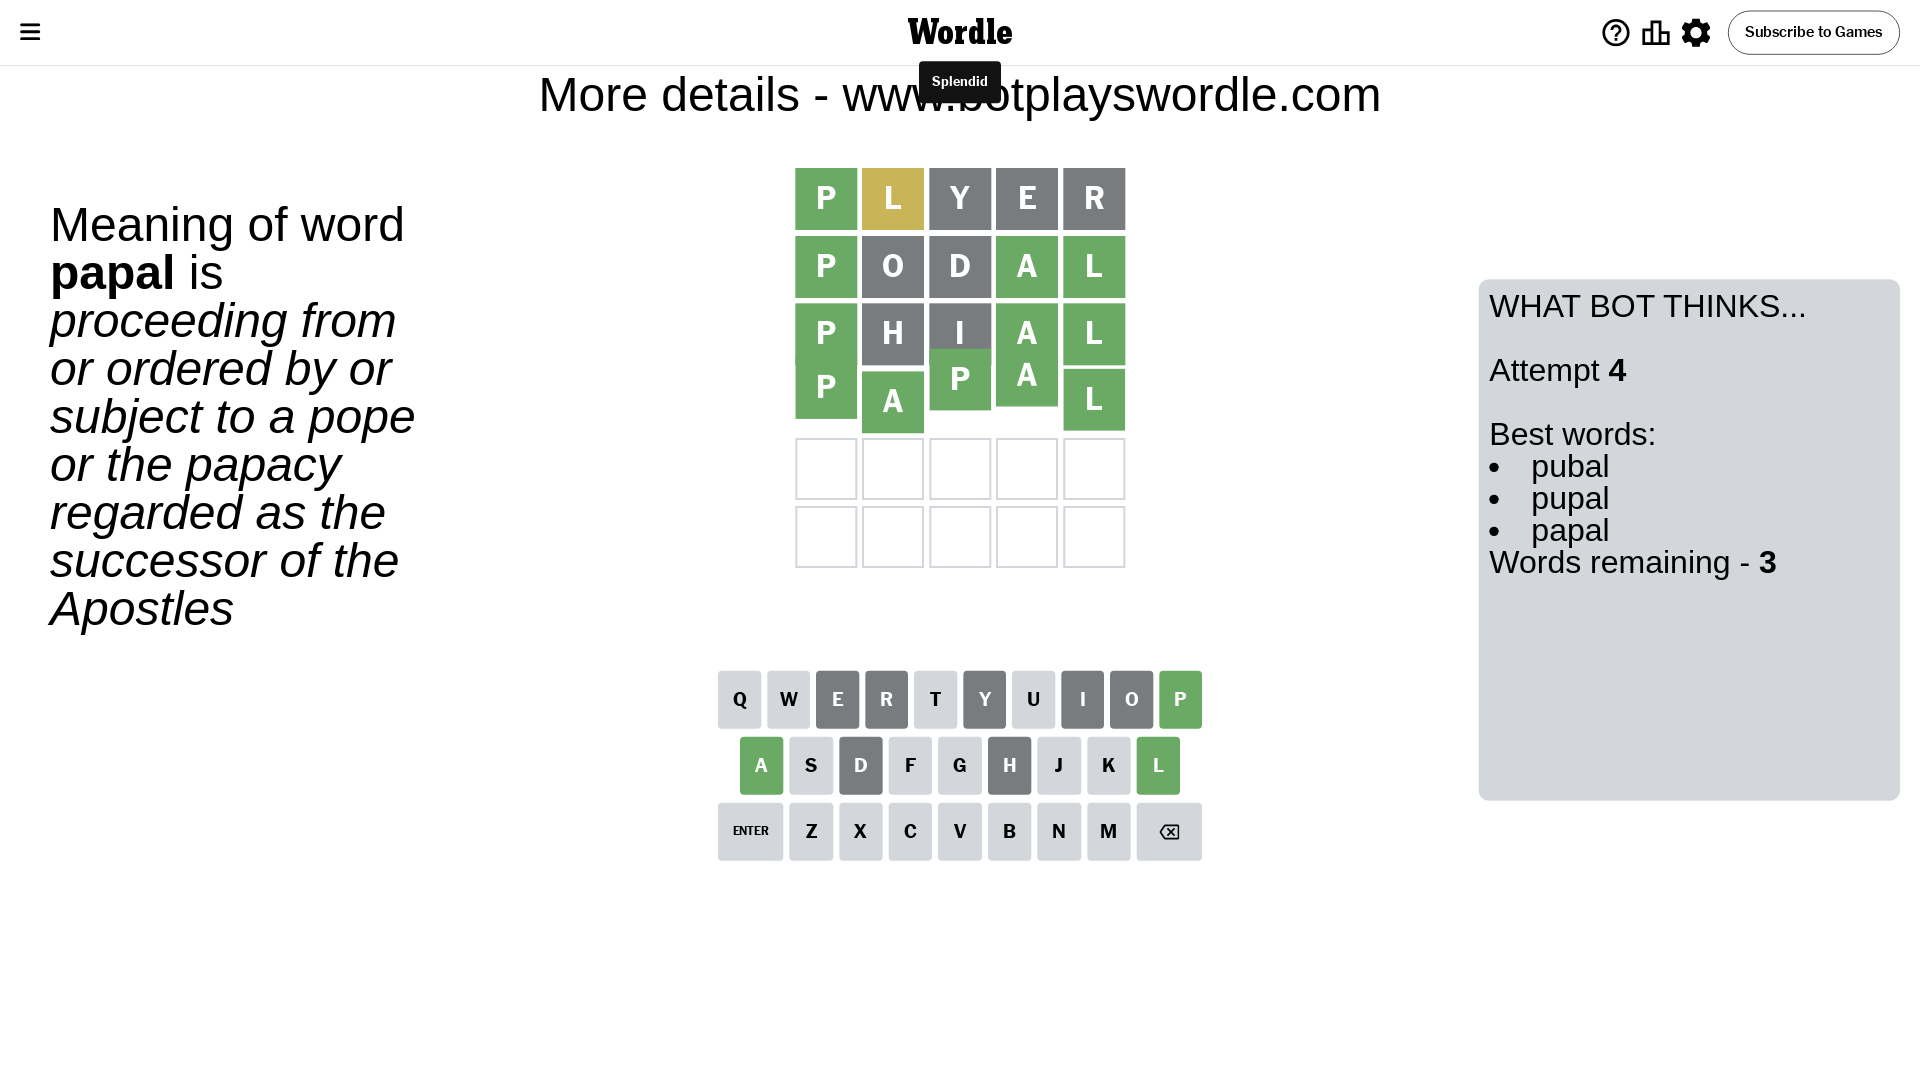 Wordle
Subscribe to Games
Splendid
More details - www.botplayswordle.com
Meaning of word
papal is
proceeding from
or ordered by or
subject to a pope
or the papacy
regarded as the
successor of the
Apostles
P L Y E R
P O D A L
P H I A L
P A P A L
WHAT BOT THINKS...
Attempt 4
Best words:
• pubal
• pupal
• papal
Words remaining - 3
Q W E R T Y U I O P
A S D F G H J K L
ENTER Z X C V B N M